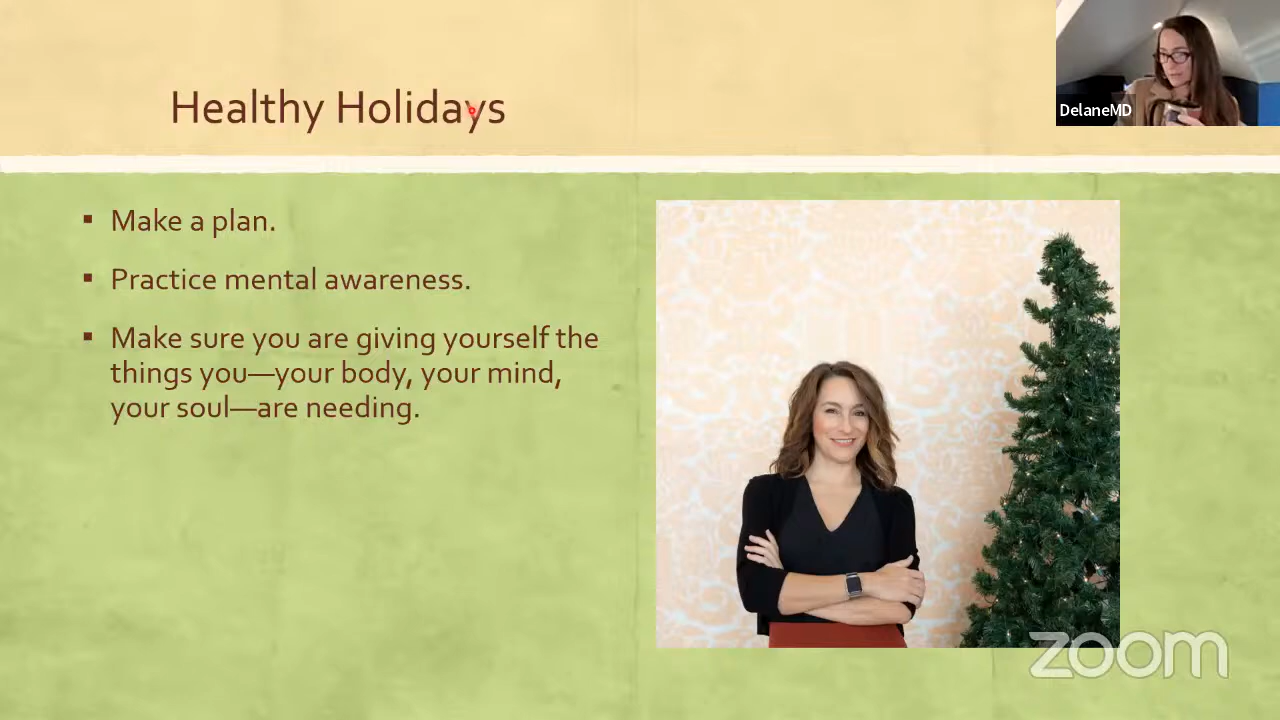 Healthy Holidays
DelaneMD
▪ Make a plan.
▪ Practice mental awareness.
▪ Make sure you are giving yourself the
things you—your body, your mind,
your soul—are needing.
zoom